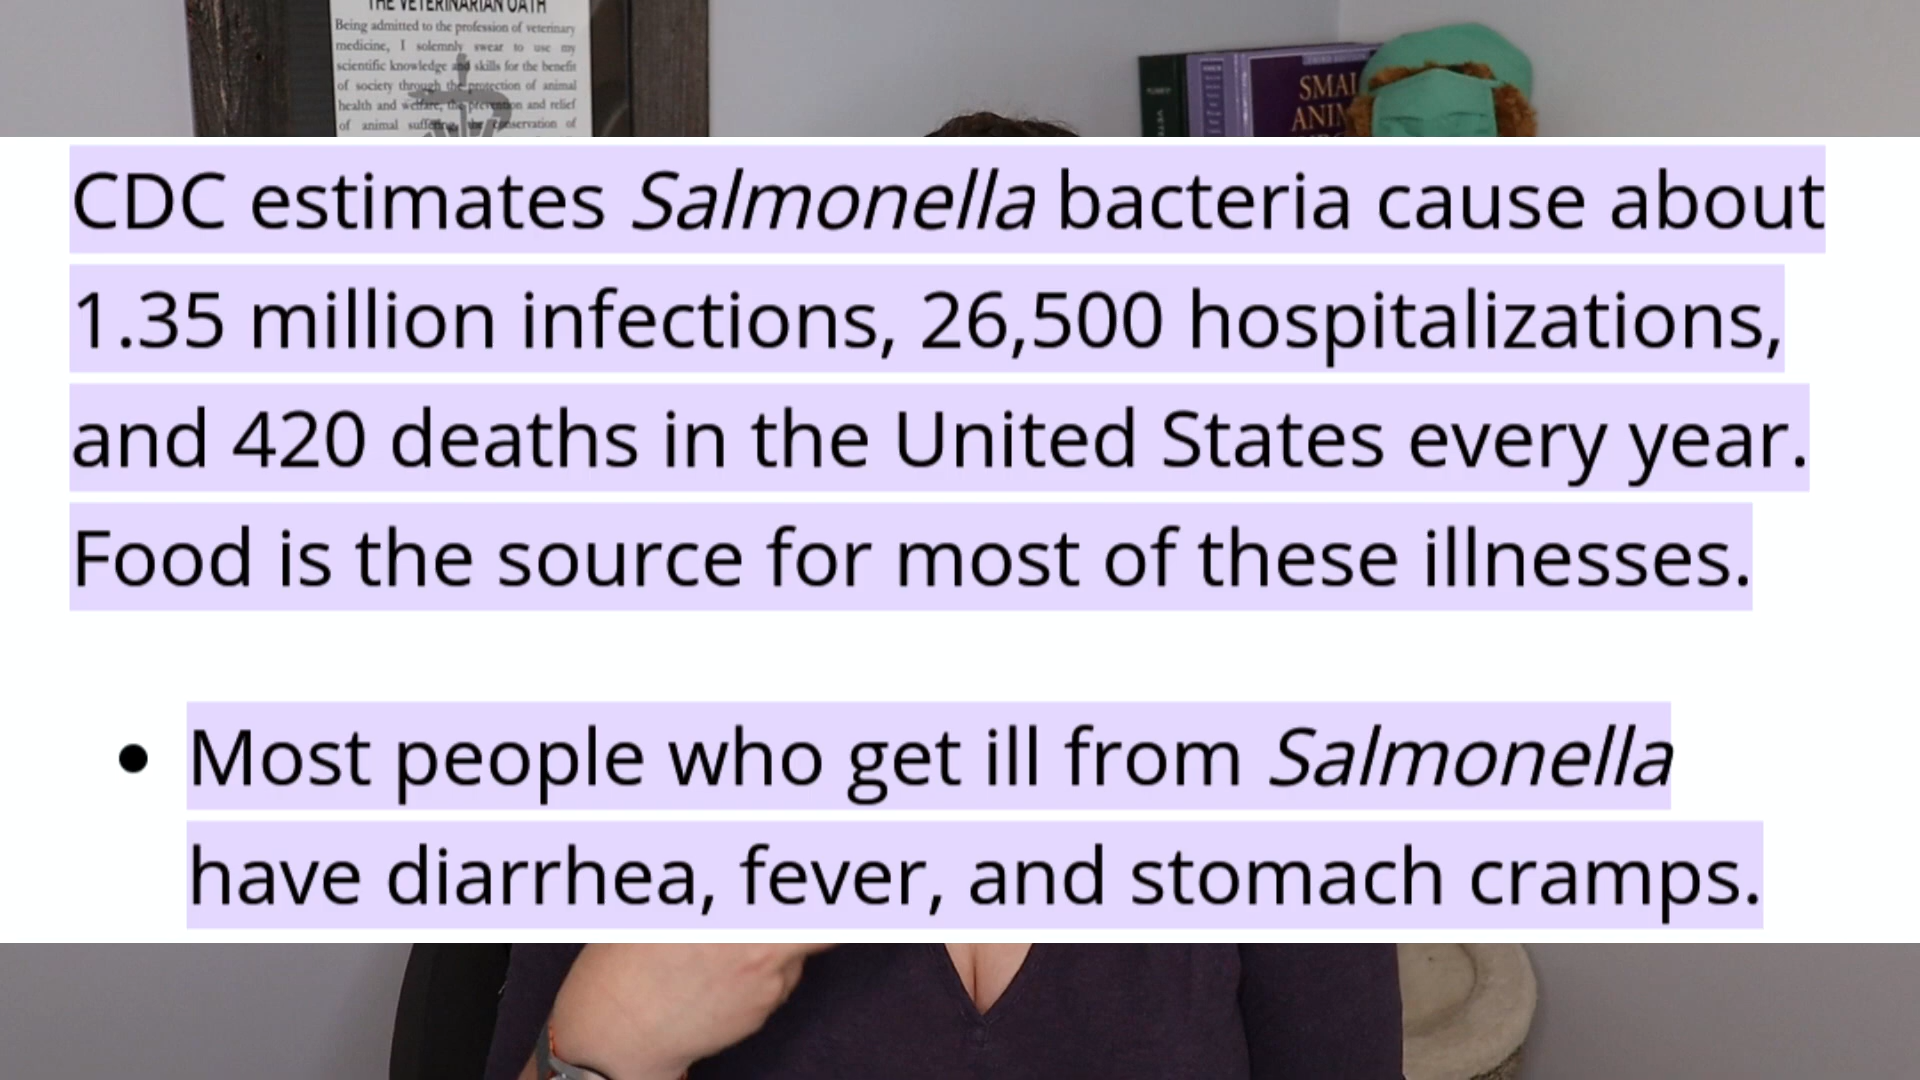 THE VETERINARIAN OATH
Being admitted to the profession of veterinary
medicine, I solemnly swear to use my
scientific knowledge and skills for the benefit
of society through the protection of animal
health and welfare, the prevention and relief
of animal suffering, the conservation of
SMAL
ANIM
CDC estimates Salmonella bacteria cause about
1.35 million infections, 26,500 hospitalizations,
and 420 deaths in the United States every year.
Food is the source for most of these illnesses.
• Most people who get ill from Salmonella
have diarrhea, fever, and stomach cramps.